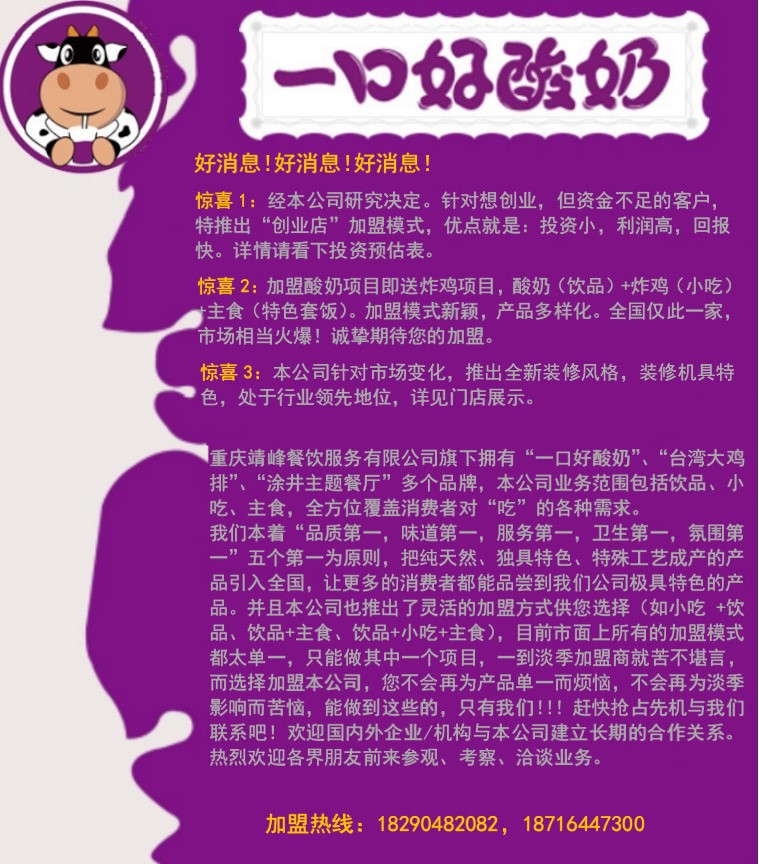 一口好酸奶
好消息!好消息!好消息!
惊喜1：经本公司研究决定。针对想创业，但资金不足的客户，
特推出“创业店”加盟模式，优点就是：投资小，利润高，回报
快。详情请看下投资预估表。
惊喜2：加盟酸奶项目即送炸鸡项目，酸奶（饮品）+炸鸡（小吃）
+主食（特色套饭）。加盟模式新颖，产品多样化。全国仅此一家，
市场相当火爆！诚挚期待您的加盟。
惊喜3：本公司针对市场变化，推出全新装修风格，装修机具特
色，处于行业领先地位，详见门店展示。
重庆靖峰餐饮服务有限公司旗下拥有“一口好酸奶”、“台湾大鸡
排”、“涂井主题餐厅”多个品牌，本公司业务范围包括饮品、小
吃、主食，全方位覆盖消费者对“吃”的各种需求。
我们本着“品质第一，味道第一，服务第一，卫生第一，氛围第
一”五个第一为原则，把纯天然、独具特色、特殊工艺成产的产
品引入全国，让更多的消费者都能品尝到我们公司极具特色的产
品。并且本公司也推出了灵活的加盟方式供您选择（如小吃 +饮
品、饮品+主食、饮品+小吃+主食），目前市面上所有的加盟模式
都太单一，只能做其中一个项目，一到淡季加盟商就苦不堪言，
而选择加盟本公司，您不会再为产品单一而烦恼，不会再为淡季
影响而苦恼，能做到这些的，只有我们!!! 赶快抢占先机与我们
联系吧！欢迎国内外企业/机构与本公司建立长期的合作关系。
热烈欢迎各界朋友前来参观、考察、洽谈业务。
加盟热线：18290482082，18716447300